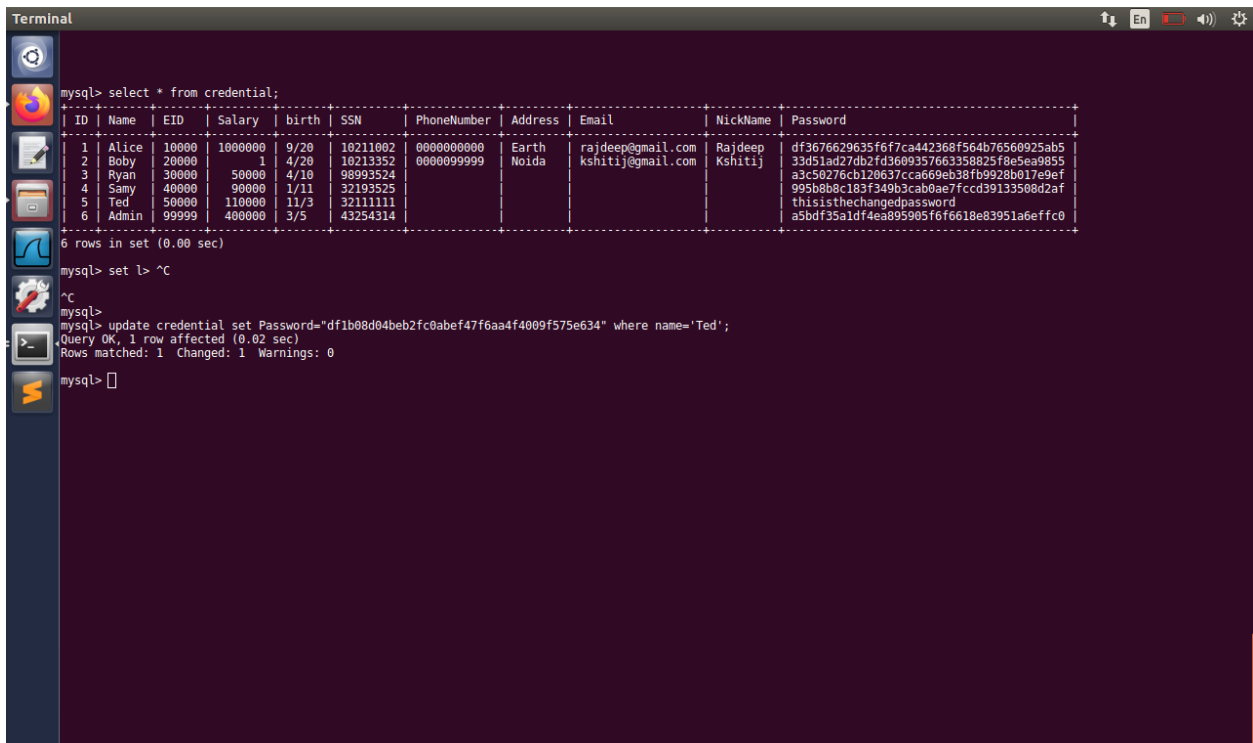 Terminal
En
mysql> select * from credential;
+----+-------+-------+---------+-------+----------+-------------+---------+------------------+----------+------------------------------------------+
| ID | Name | EID | Salary | birth | SSN | PhoneNumber | Address | Email | NickName | Password |
+----+-------+-------+---------+-------+----------+-------------+---------+------------------+----------+------------------------------------------+
| 1 | Alice | 10000 | 1000000 | 9/20 | 10211002 | 0000000000 | Earth | rajdeep@gmail.com | Rajdeep | df3676629635f6f7ca442368f564b76560925ab5 |
| 2 | Boby | 20000 | 1 | 4/20 | 10213352 | 0000099999 | Noida | kshitij@gmail.com | Kshitij | 33d51ad27db2fd3609357663358825f8e5ea9855 |
| 3 | Ryan | 30000 | 50000 | 4/10 | 98993524 | | | | | a3c50276cb120637cca669eb38fb9928b017e9ef |
| 4 | Samy | 40000 | 90000 | 1/11 | 32193525 | | | | | 995b8b8c183f349b3cab0ae7fccd39133508d2af |
| 5 | Ted | 50000 | 110000 | 11/3 | 32111111 | | | | | thisisthechangedpassword |
| 6 | Admin | 99999 | 400000 | 3/5 | 43254314 | | | | | a5bdf35a1df4ea895905f6f6618e83951a6effc0 |
+----+-------+-------+---------+-------+----------+-------------+---------+------------------+----------+------------------------------------------+
6 rows in set (0.00 sec)
mysql> set l> ^C
^C
mysql>
mysql> update credential set Password="df1b08d04beb2fc0abef47f6aa4f4009f575e634" where name='Ted';
Query OK, 1 row affected (0.02 sec)
Rows matched: 1 Changed: 1 Warnings: 0
mysql>